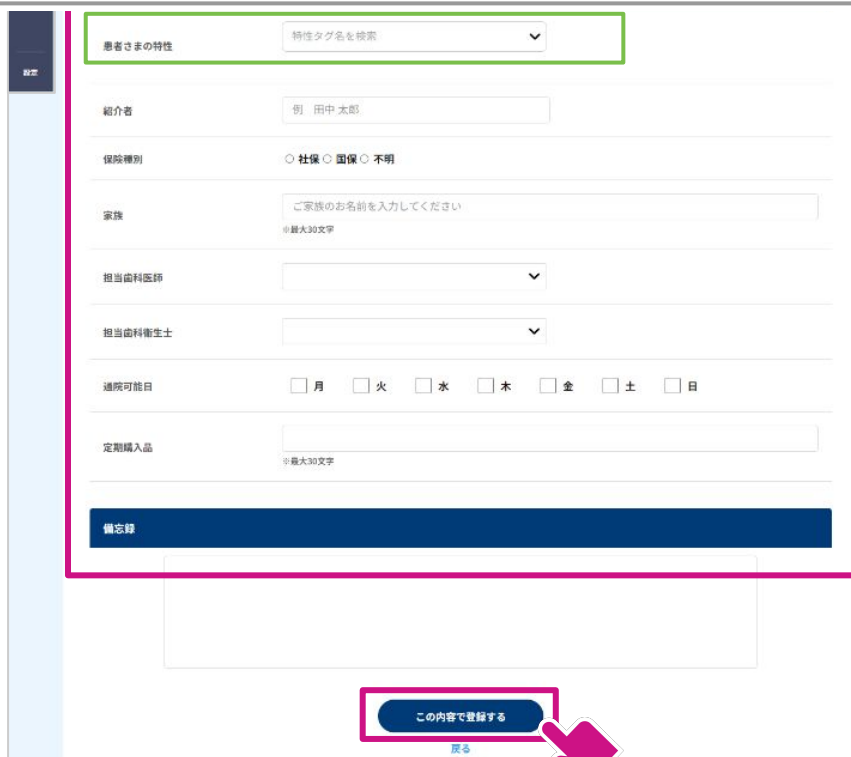 患者さまの特性 特性タグ名を検索
設定
紹介者 例 田中 太郎
保険種別 社保 国保 不明
家族 ご家族のお名前を入力してください
※最大30文字
担当歯科医師
担当歯科衛生士
通院可能日 月 火 水 木 金 土 日
定期購入品
※最大30文字
備忘録
この内容で登録する
戻る